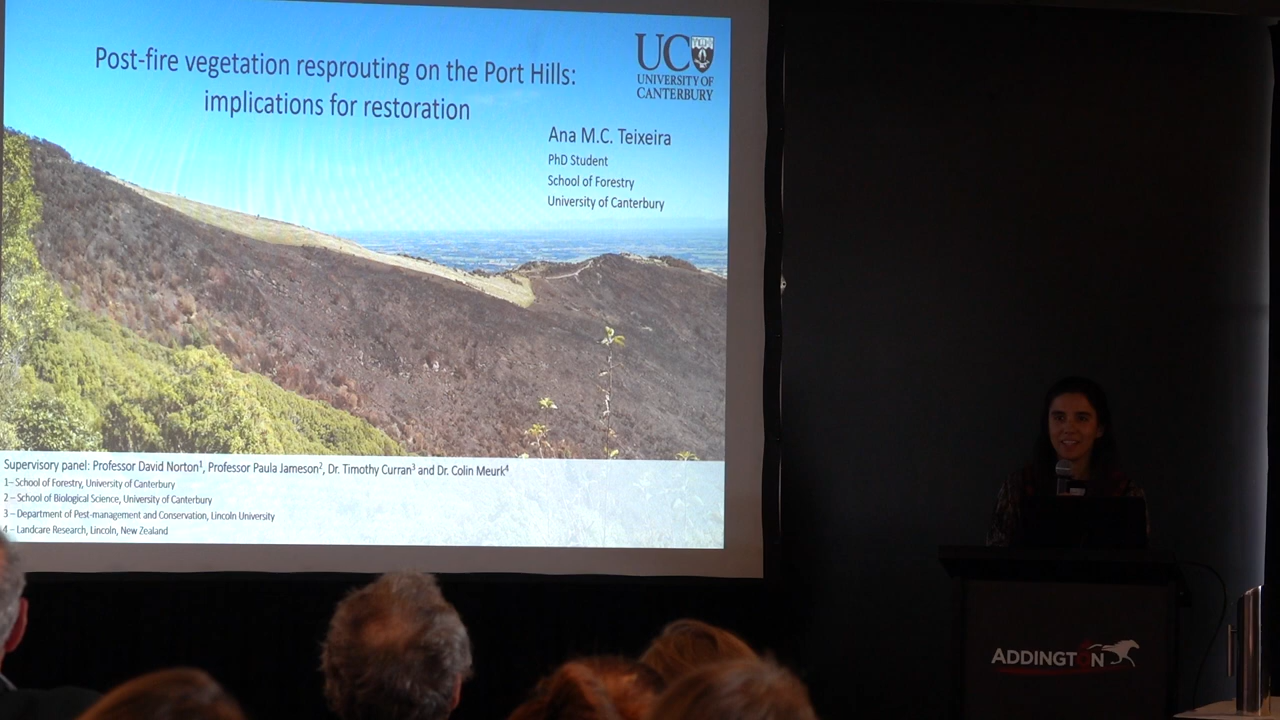 Post-fire vegetation resprouting on the Port Hills:
implications for restoration
UC
UNIVERSITY OF
CANTERBURY
Ana M.C. Teixeira
PhD Student
School of Forestry
University of Canterbury
Supervisory panel: Professor David Norton¹, Professor Paula Jameson², Dr. Timothy Curran³ and Dr. Colin Meurk⁴
1– School of Forestry, University of Canterbury
2 – School of Biological Science, University of Canterbury
3 – Department of Pest-management and Conservation, Lincoln University
4 – Landcare Research, Lincoln, New Zealand
ADDINGTON